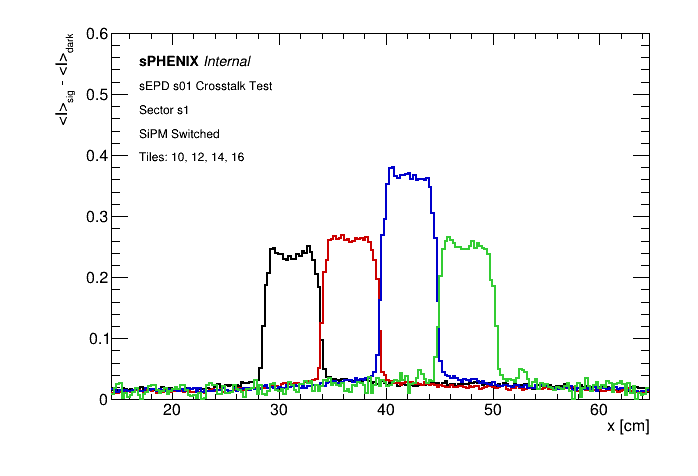 0.6
0.5
0.4
0.3
0.2
0.1
0
<I>sig - <I>dark
sPHENIX Internal
sEPD s01 Crosstalk Test
Sector s1
SiPM Switched
Tiles: 10, 12, 14, 16
20 30 40 50 60
x [cm]